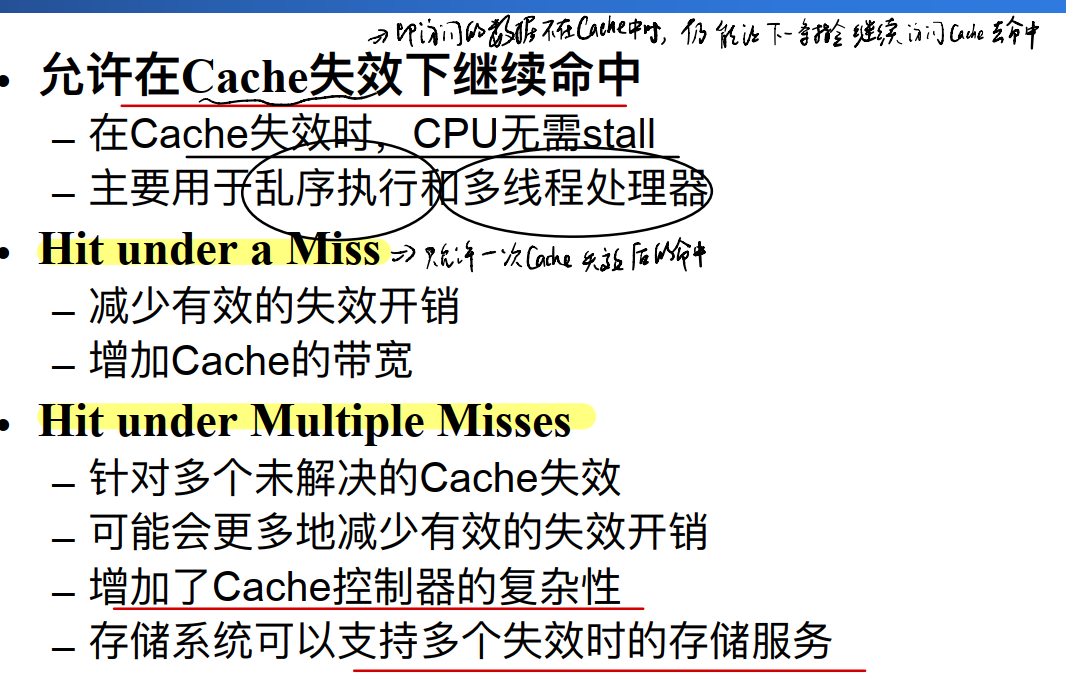 ⇒即访问的数据不在Cache中时, 仍能让下一条指令继续访问Cache去命中
• 允许在Cache失效下继续命中
– 在Cache失效时，CPU无需stall
– 主要用于乱序执行和多线程处理器
• Hit under a Miss ⇒只允许一次Cache失效后的命中
– 减少有效的失效开销
– 增加Cache的带宽
• Hit under Multiple Misses
– 针对多个未解决的Cache失效
– 可能会更多地减少有效的失效开销
– 增加了Cache控制器的复杂性
– 存储系统可以支持多个失效时的存储服务